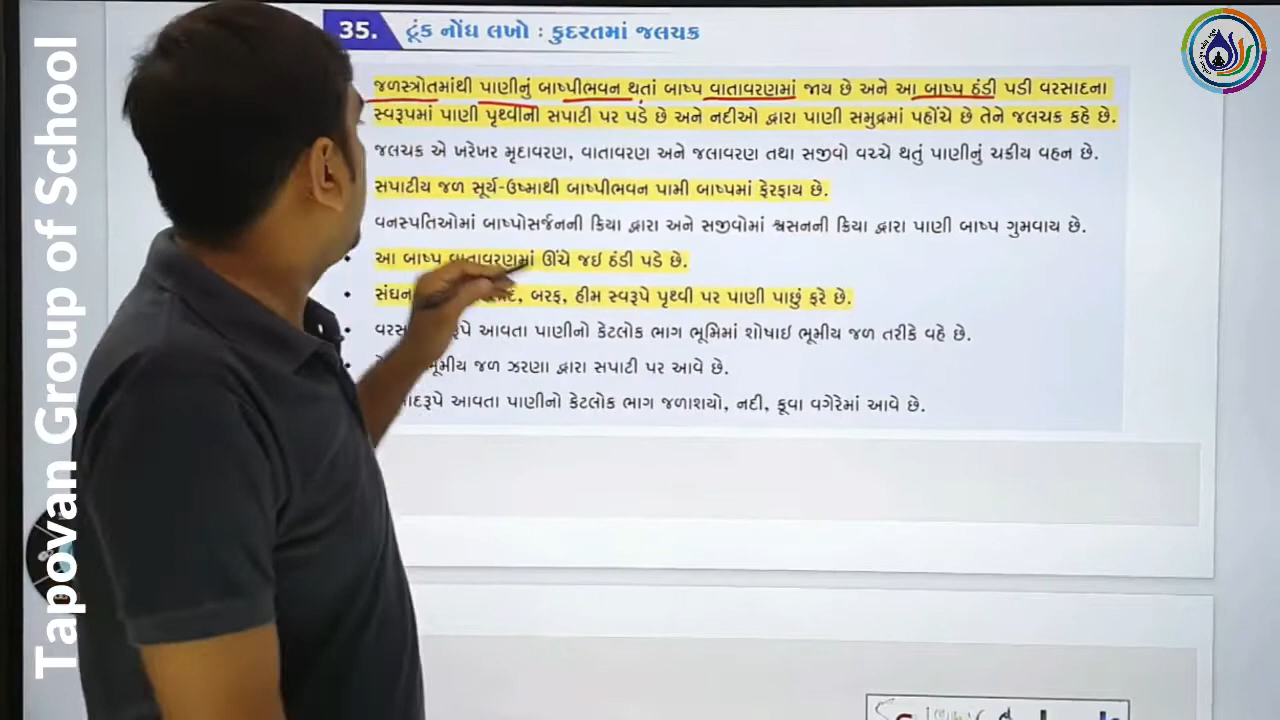 35. ટૂંક નોંધ લખો : કુદરતમાં જલચક્ર
જળસ્ત્રોતમાંથી પાણીનું બાષ્પીભવન થતાં બાષ્પ વાતાવરણમાં જાય છે અને આ બાષ્પ ઠંડી પડી વરસાદના
સ્વરૂપમાં પાણી પૃથ્વીની સપાટી પર પડે છે અને નદીઓ દ્વારા પાણી સમુદ્રમાં પહોંચે છે તેને જલચક્ર કહે છે.
જલચક્ર એ ખરેખર મૃદાવરણ, વાતાવરણ અને જલાવરણ તથા સજીવો વચ્ચે થતું પાણીનું ચક્રીય વહન છે.
સપાટીય જળ સૂર્ય-ઉષ્માથી બાષ્પીભવન પામી બાષ્પમાં ફેરફાય છે.
વનસ્પતિઓમાં બાષ્પોસર્જનની ક્રિયા દ્વારા અને સજીવોમાં શ્વસનની ક્રિયા દ્વારા પાણી બાષ્પ ગુમવાય છે.
આ બાષ્પ વાતાવરણમાં ઊંચે જઇ ઠંડી પડે છે.
બરફ, હીમ સ્વરૂપે પૃથ્વી પર પાણી પાછું ફરે છે.
આવતા પાણીનો કેટલોક ભાગ ભૂમિમાં શોષાઇ ભૂમીય જળ તરીકે વહે છે.
જળ ઝરણા દ્વારા સપાટી પર આવે છે.
આવતા પાણીનો કેટલોક ભાગ જળાશયો, નદી, કૂવા વગેરેમાં આવે છે.
Tapovan Group of School